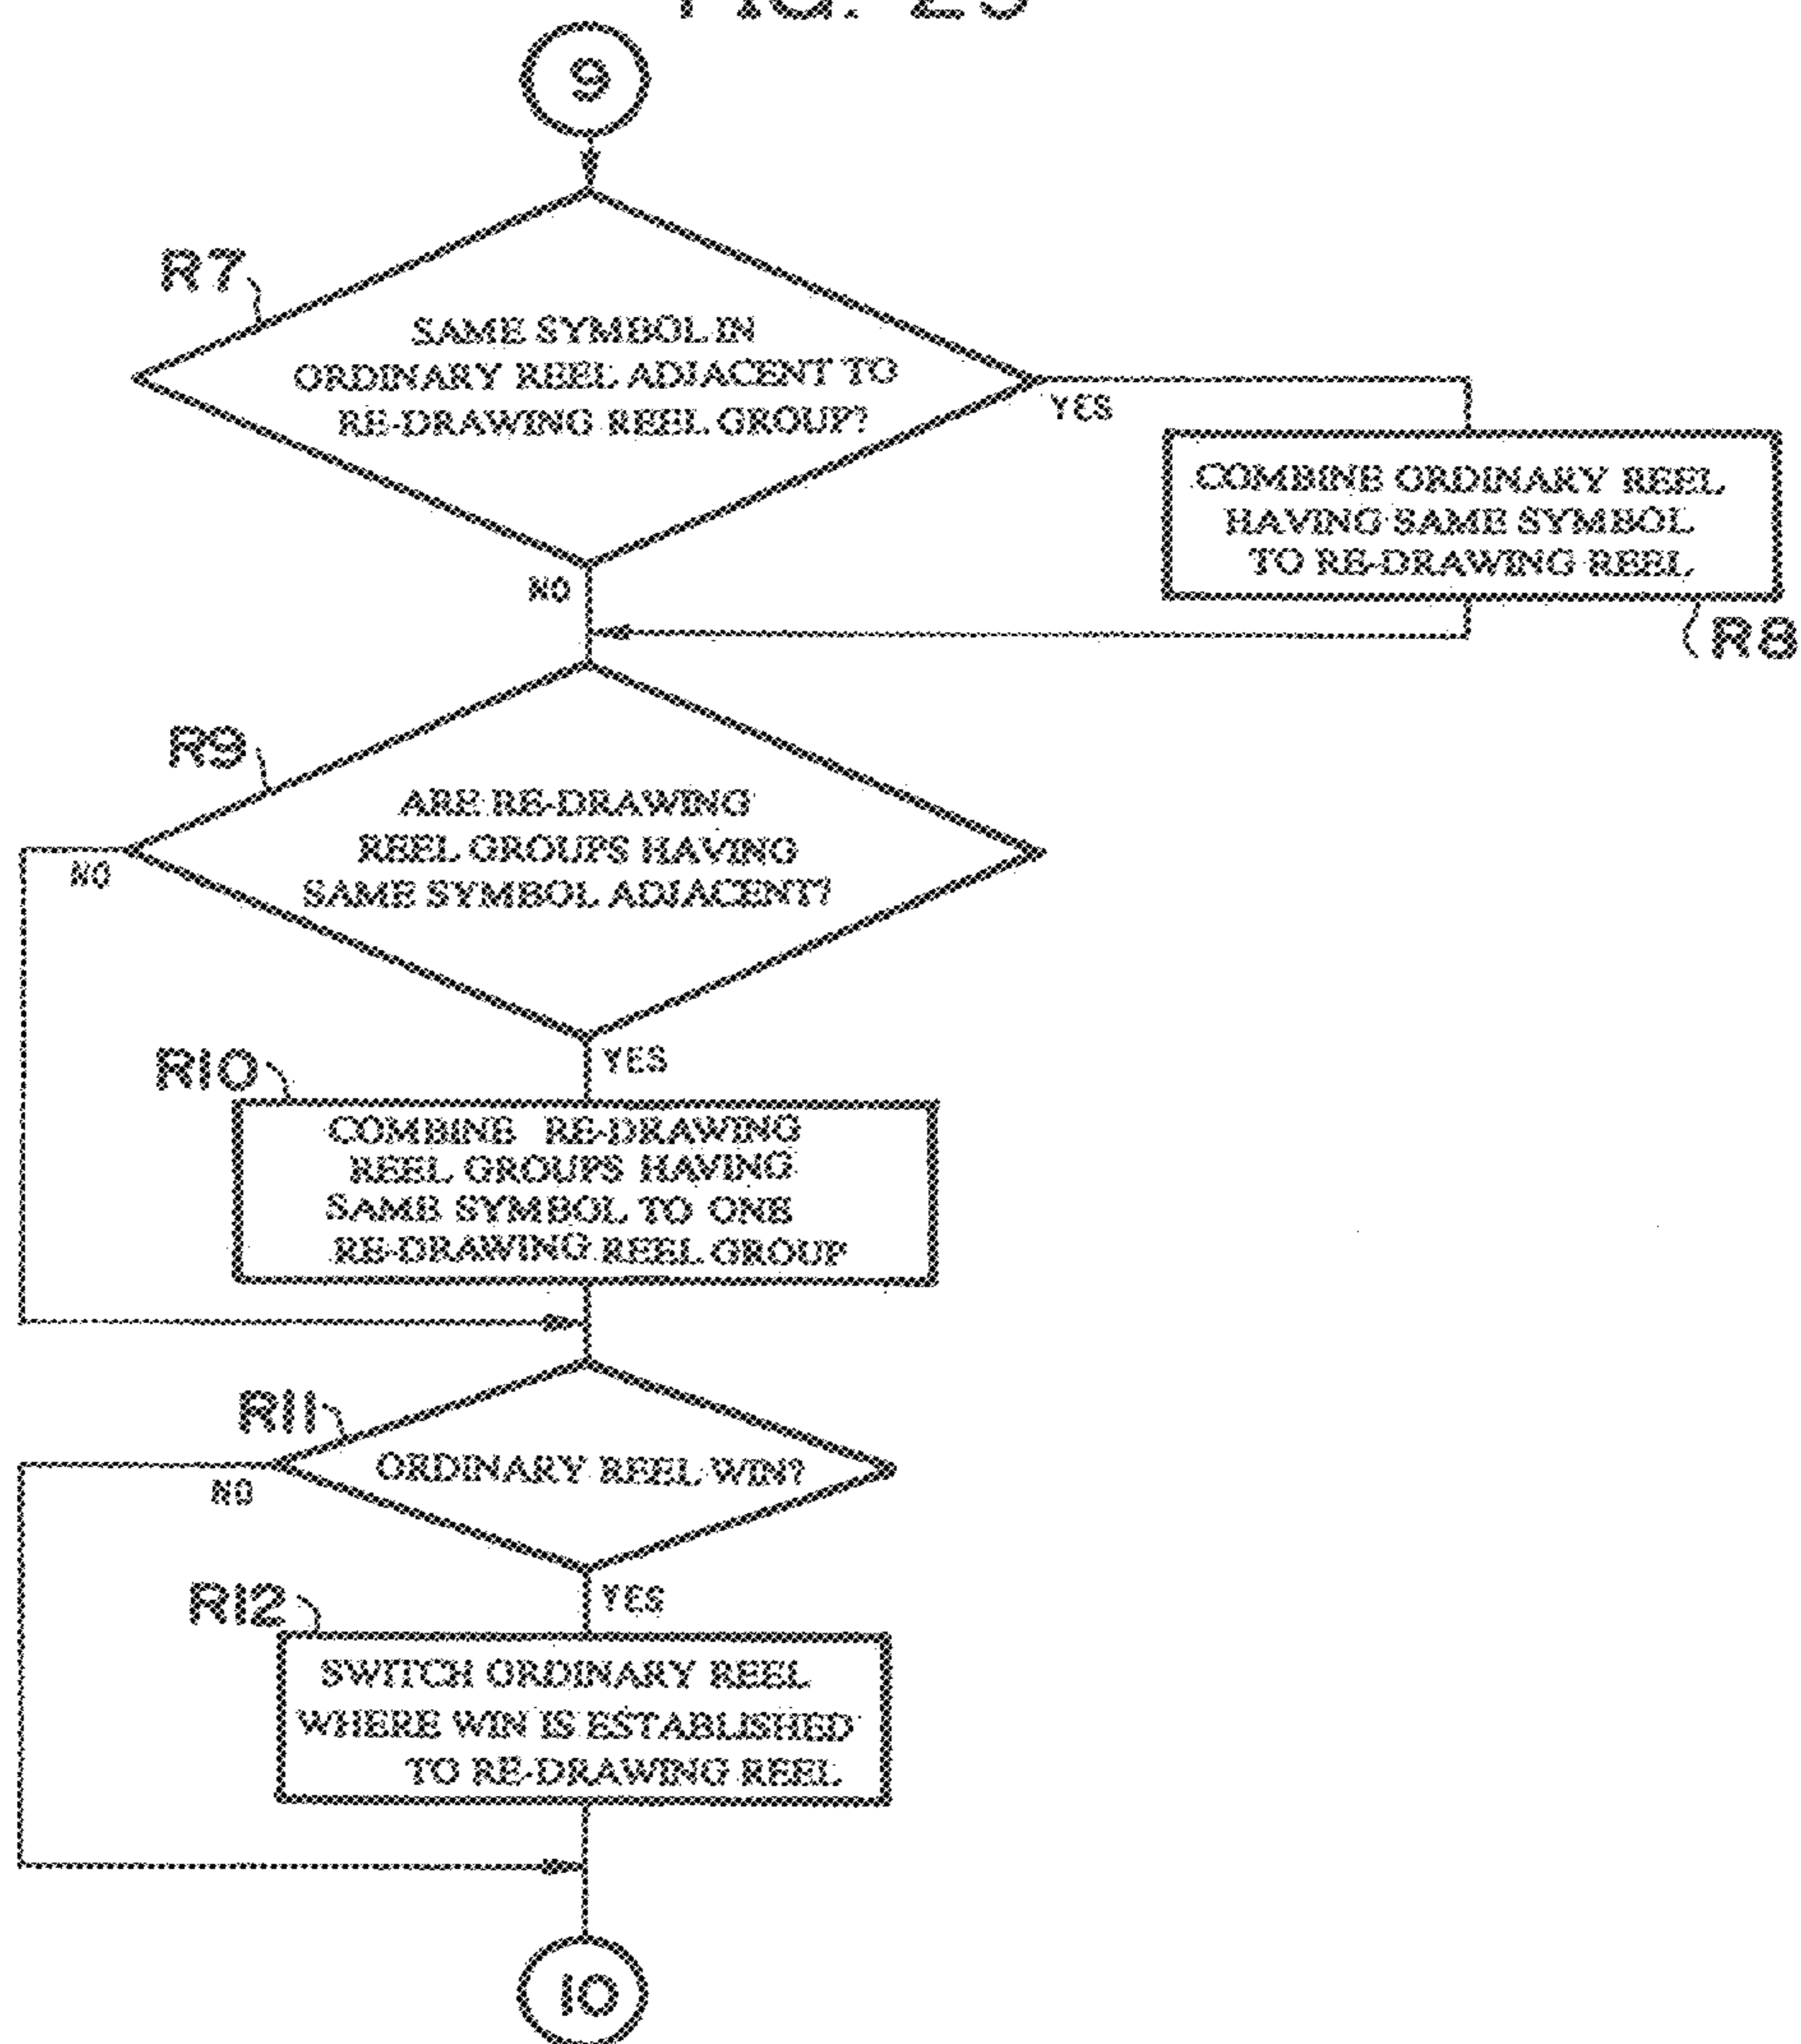 FIG. 25
9
R7
SAME SYMBOL IN
ORDINARY REEL ADJACENT TO
RE-DRAWING REEL GROUP?
YES
COMBINE ORDINARY REEL
HAVING SAME SYMBOL
TO RE-DRAWING REEL
NO
R8
R9
ARE RE-DRAWING
REEL GROUPS HAVING
SAME SYMBOL ADJACENT?
NO
YES
R10
COMBINE RE-DRAWING
REEL GROUPS HAVING
SAME SYMBOL TO ONE
RE-DRAWING REEL GROUP
R11
ORDINARY REEL WIN?
NO
YES
R12
SWITCH ORDINARY REEL
WHERE WIN IS ESTABLISHED
TO RE-DRAWING REEL
10